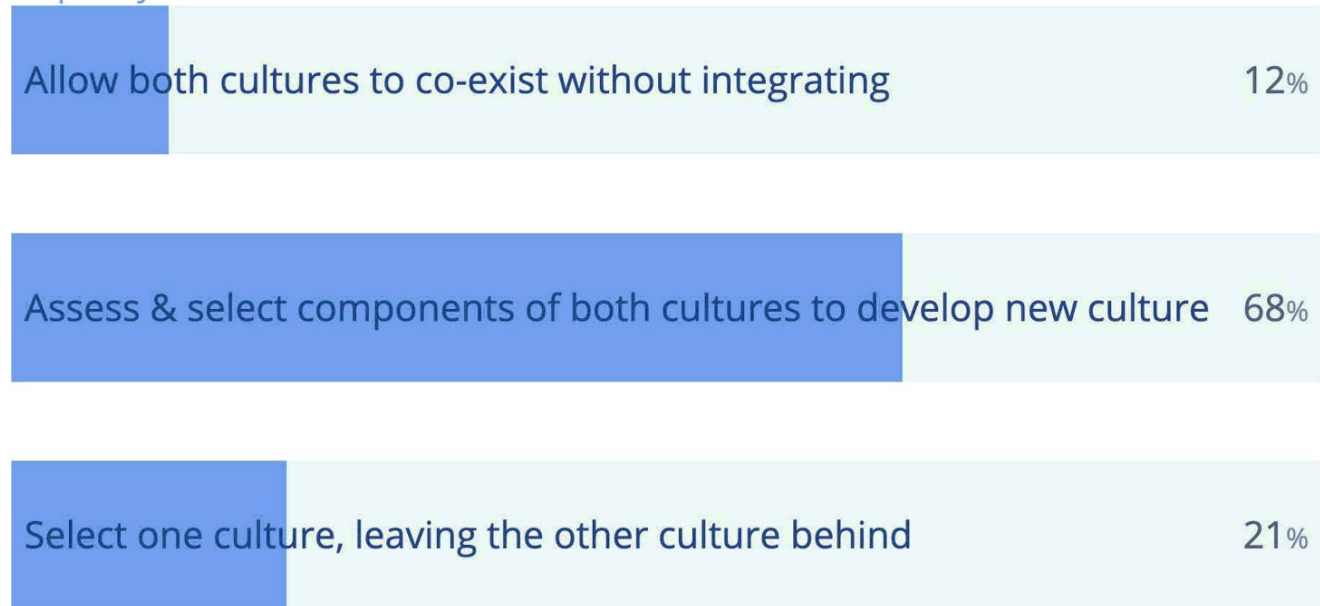 Allow both cultures to co-exist without integrating 12%
Assess & select components of both cultures to develop new culture 68%
Select one culture, leaving the other culture behind 21%